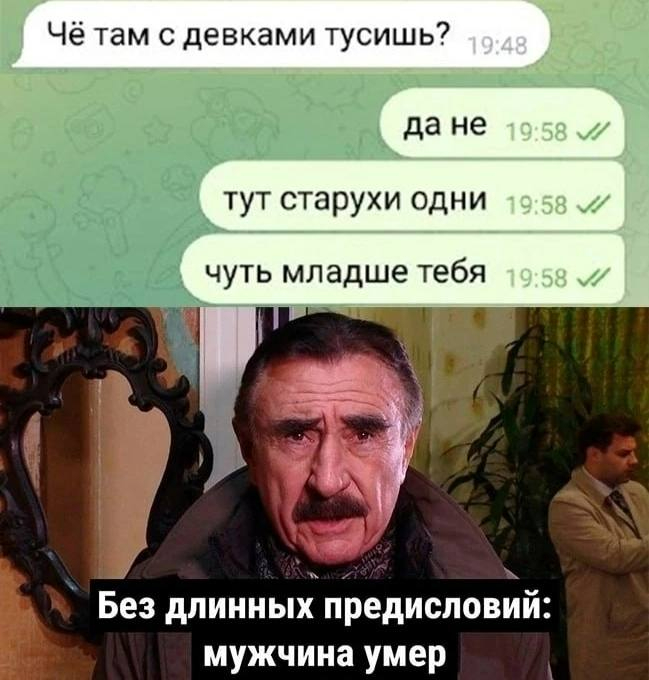 Чё там с девками тусишь? 19:48
да не 19:58
тут старухи одни 19:58
чуть младше тебя 19:58
Без длинных предисловий:
мужчина умер